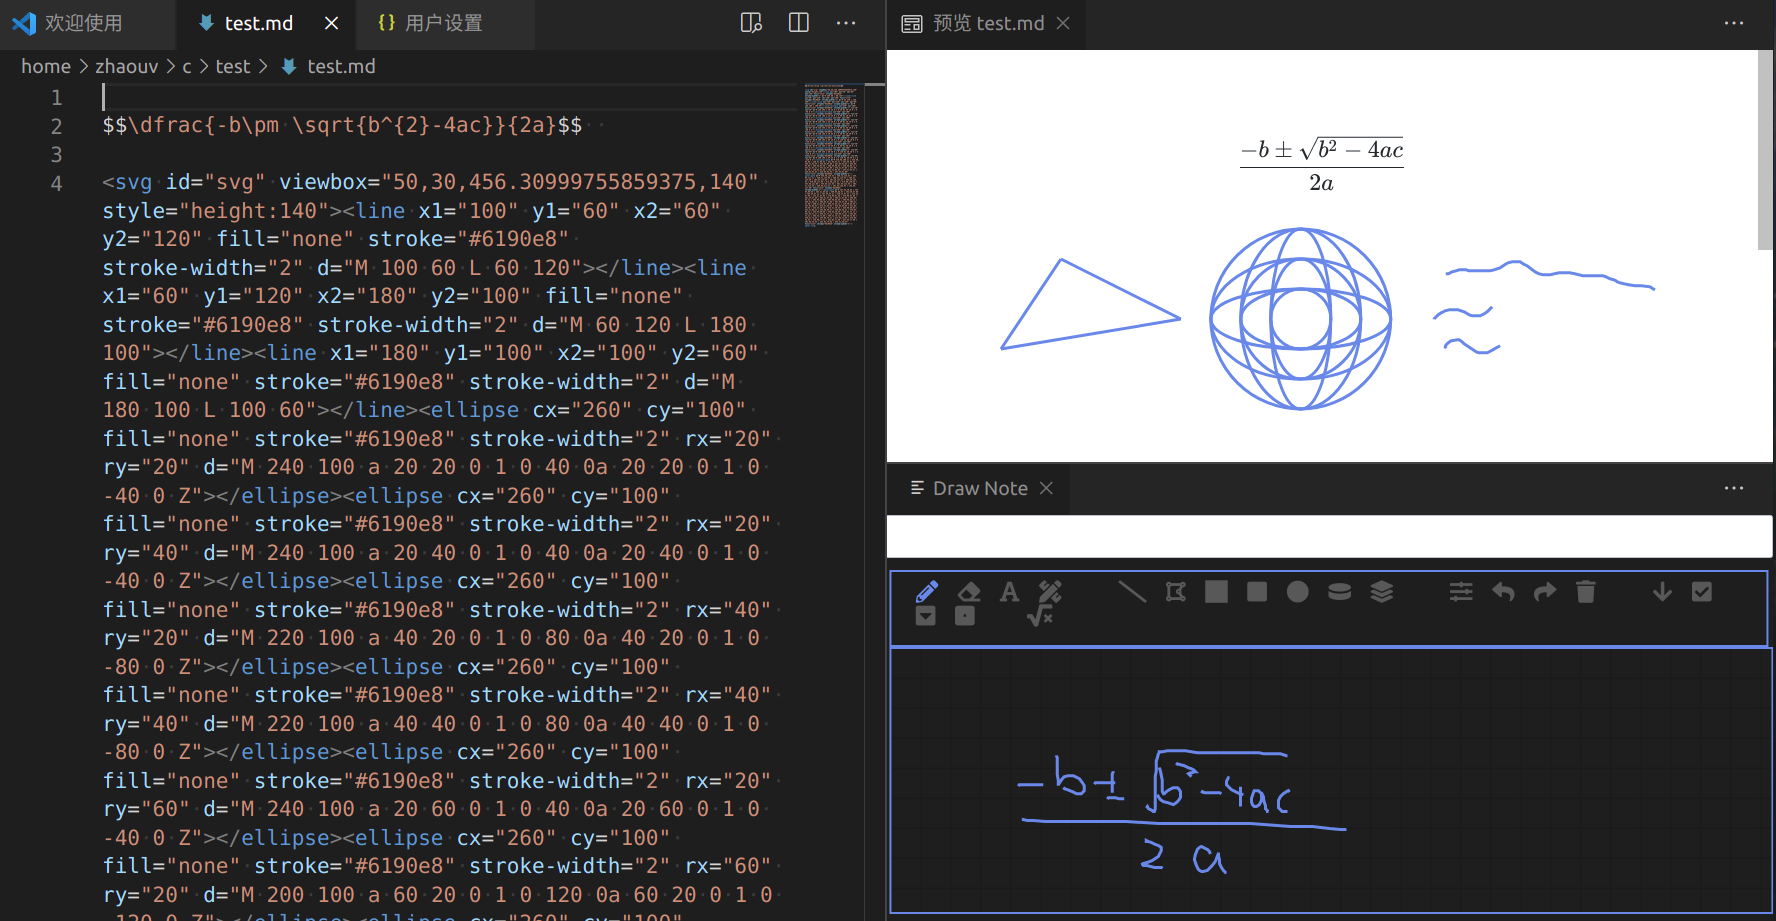 欢迎使用
test.md
{} 用户设置
home > zhaouv > c > test > test.md
1
2 $$\dfrac{-b\pm \sqrt{b^{2}-4ac}}{2a}$$
3
4 <svg id="svg" viewbox="50,30,456.30999755859375,140"
style="height:140"><line x1="100" y1="60" x2="60"
y2="120" fill="none" stroke="#6190e8"
stroke-width="2" d="M 100 60 L 60 120"></line><line
x1="60" y1="120" x2="180" y2="100" fill="none"
stroke="#6190e8" stroke-width="2" d="M 60 120 L 180
100"></line><line x1="180" y1="100" x2="100" y2="60"
fill="none" stroke="#6190e8" stroke-width="2" d="M
180 100 L 100 60"></line><ellipse cx="260" cy="100"
fill="none" stroke="#6190e8" stroke-width="2" rx="20"
ry="20" d="M 240 100 a 20 20 0 1 0 40 0a 20 20 0 1 0
-40 0 Z"></ellipse><ellipse cx="260" cy="100"
fill="none" stroke="#6190e8" stroke-width="2" rx="20"
ry="40" d="M 240 100 a 20 40 0 1 0 40 0a 20 40 0 1 0
-40 0 Z"></ellipse><ellipse cx="260" cy="100"
fill="none" stroke="#6190e8" stroke-width="2" rx="40"
ry="20" d="M 220 100 a 40 20 0 1 0 80 0a 40 20 0 1 0
-80 0 Z"></ellipse><ellipse cx="260" cy="100"
fill="none" stroke="#6190e8" stroke-width="2" rx="40"
ry="40" d="M 220 100 a 40 40 0 1 0 80 0a 40 40 0 1 0
-80 0 Z"></ellipse><ellipse cx="260" cy="100"
fill="none" stroke="#6190e8" stroke-width="2" rx="20"
ry="60" d="M 240 100 a 20 60 0 1 0 40 0a 20 60 0 1 0
-40 0 Z"></ellipse><ellipse cx="260" cy="100"
fill="none" stroke="#6190e8" stroke-width="2" rx="60"
ry="20" d="M 200 100 a 60 20 0 1 0 120 0a 60 20 0 1 0
-120 0 Z"></ellipse><ellipse cx="260" cy="100"
预览 test.md
−b ± √b² − 4ac
2a
Draw Note
A
√x
−b ± √b² − 4ac
2 a